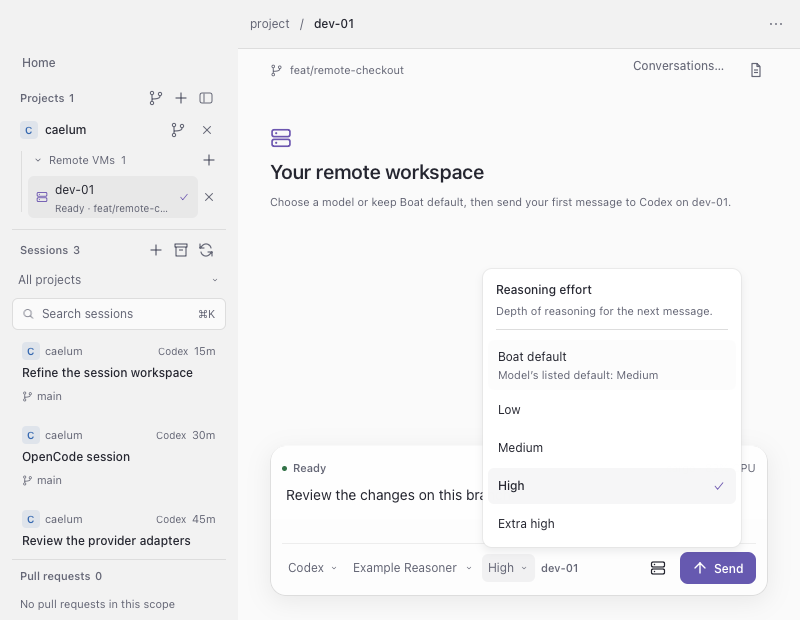 project / dev-01
Home
Projects 1
C caelum
Remote VMs 1
dev-01
Ready · feat/remote-c...
Sessions 3
All projects
Search sessions ⌘K
C caelum Codex 15m
Refine the session workspace
main
C caelum Codex 30m
OpenCode session
main
C caelum Codex 45m
Review the provider adapters
Pull requests 0
No pull requests in this scope
feat/remote-checkout
Conversations...
Your remote workspace
Choose a model or keep Boat default, then send your first message to Codex on dev-01.
Reasoning effort
Depth of reasoning for the next message.
Boat default
Model's listed default: Medium
Low
Medium
High
Extra high
Ready
Review the changes on this
Codex Example Reasoner High dev-01
Send